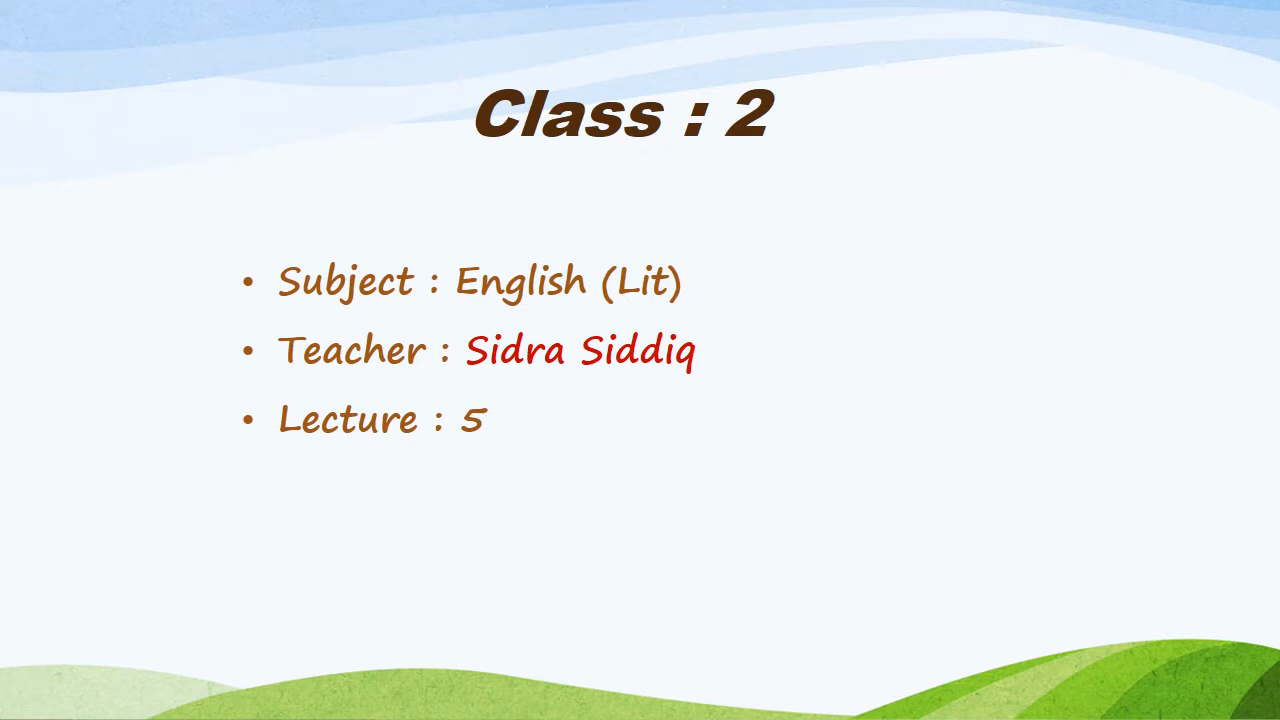 Class : 2
• Subject : English (Lit)
• Teacher : Sidra Siddiq
• Lecture : 5